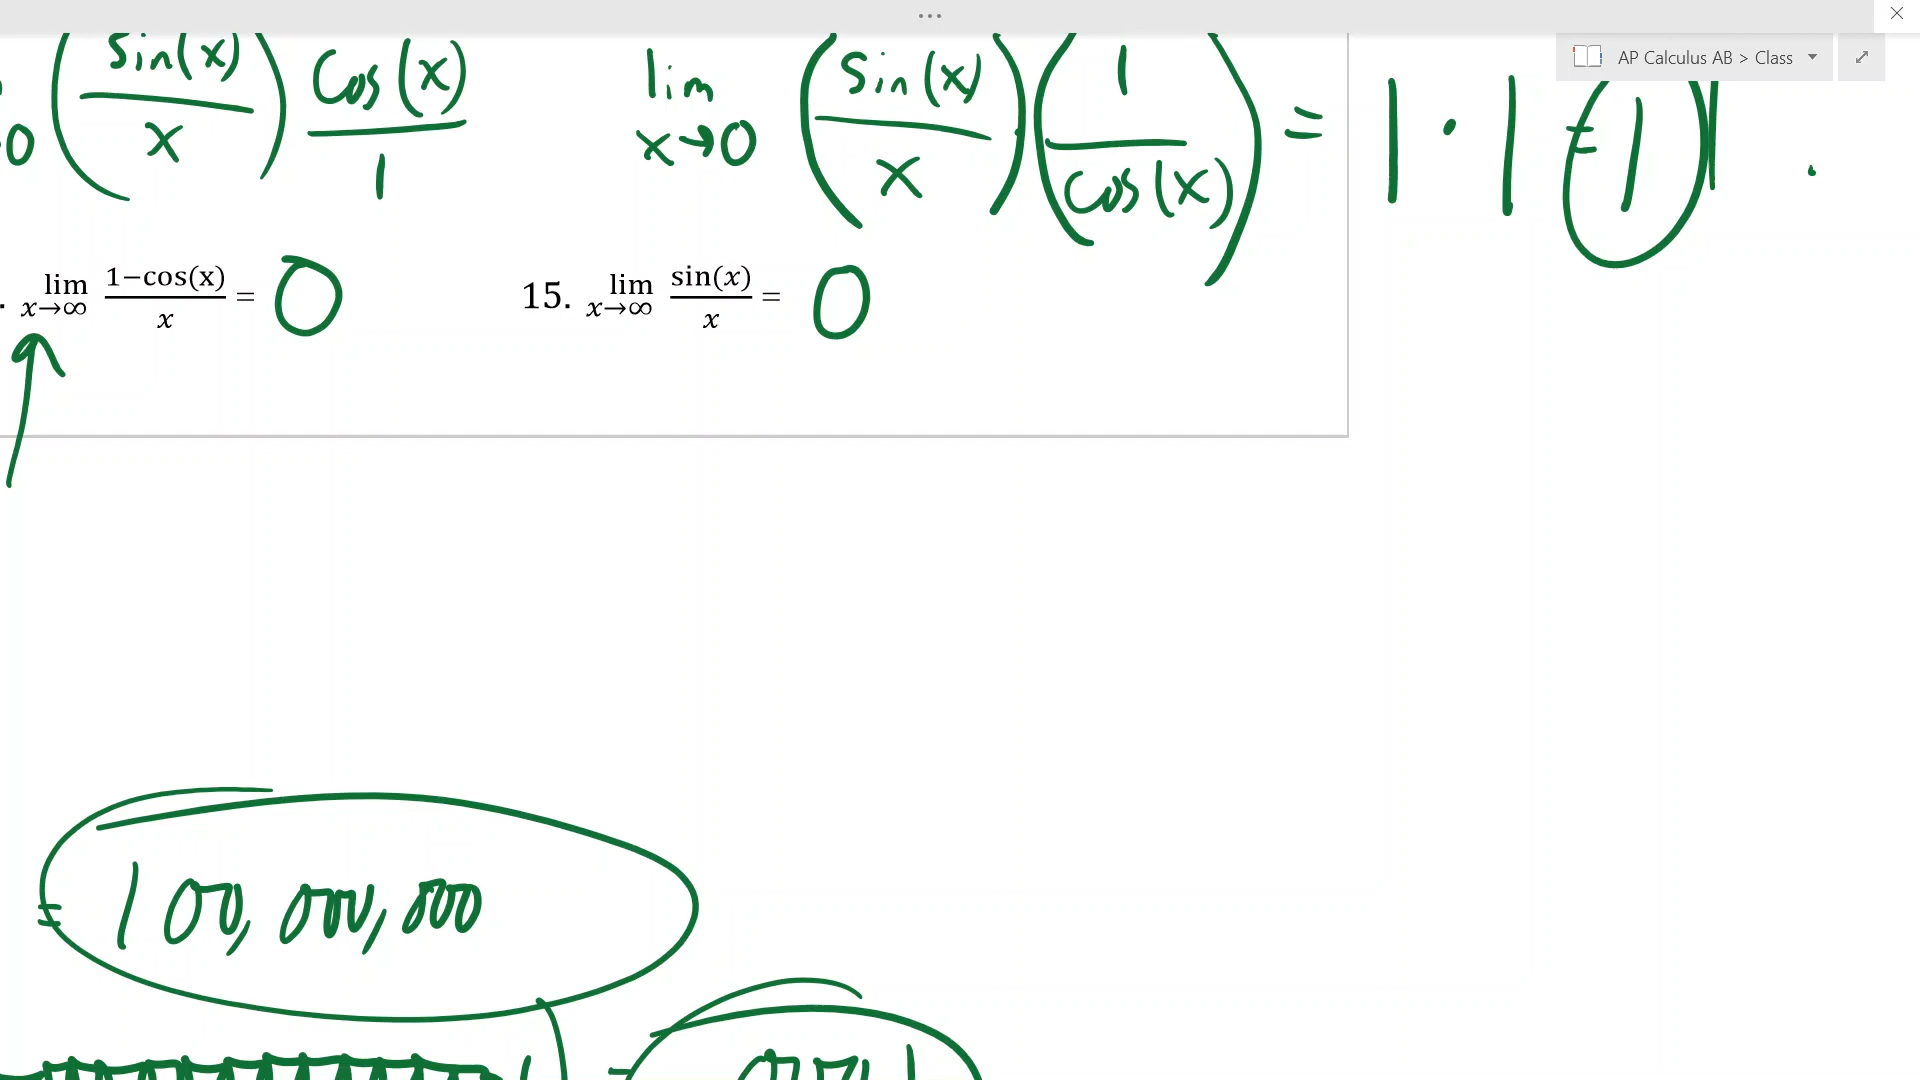 AP Calculus AB > Class
0 (sin(x)/x) cos(x)/1
lim x→0 (sin(x)/x)(1/cos(x)) = 1 · 1 = 1
. lim x→∞ 1−cos(x)/x = 0
15. lim x→∞ sin(x)/x = 0
= 100,000,000